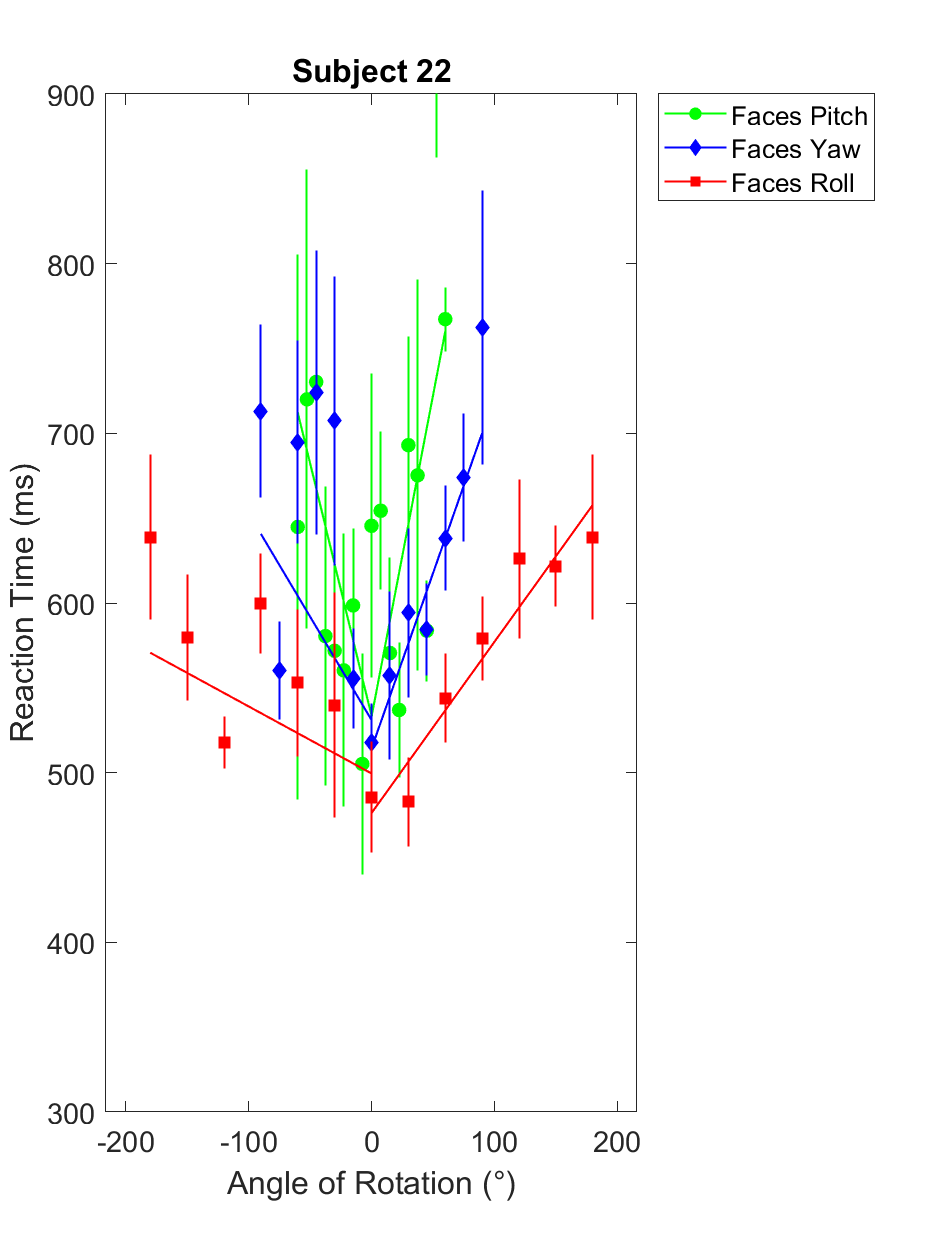 Subject 22
900
800
700
600
500
400
300
Reaction Time (ms)
-200 -100 0 100 200
Angle of Rotation (°)
Faces Pitch
Faces Yaw
Faces Roll